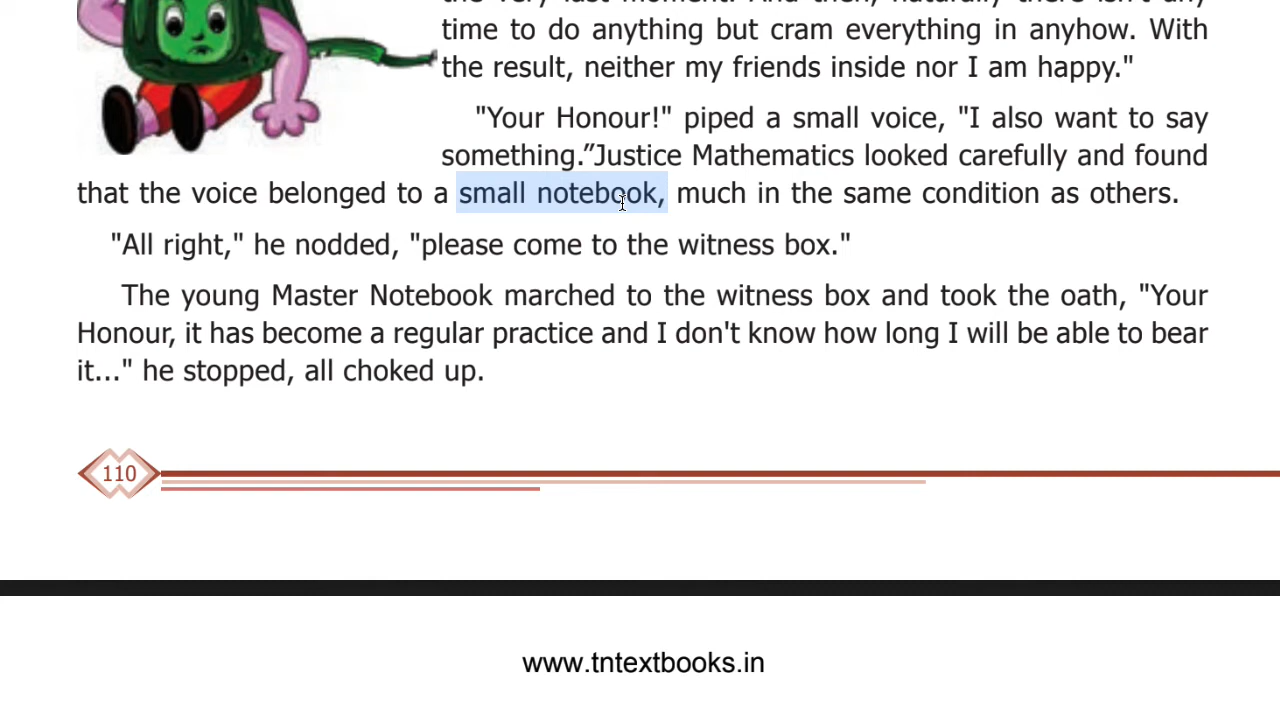 time to do anything but cram everything in anyhow. With
the result, neither my friends inside nor I am happy."
"Your Honour!" piped a small voice, "I also want to say
something.”Justice Mathematics looked carefully and found
that the voice belonged to a small notebook, much in the same condition as others.
"All right," he nodded, "please come to the witness box."
The young Master Notebook marched to the witness box and took the oath, "Your
Honour, it has become a regular practice and I don't know how long I will be able to bear
it..." he stopped, all choked up.
110
www.tntextbooks.in